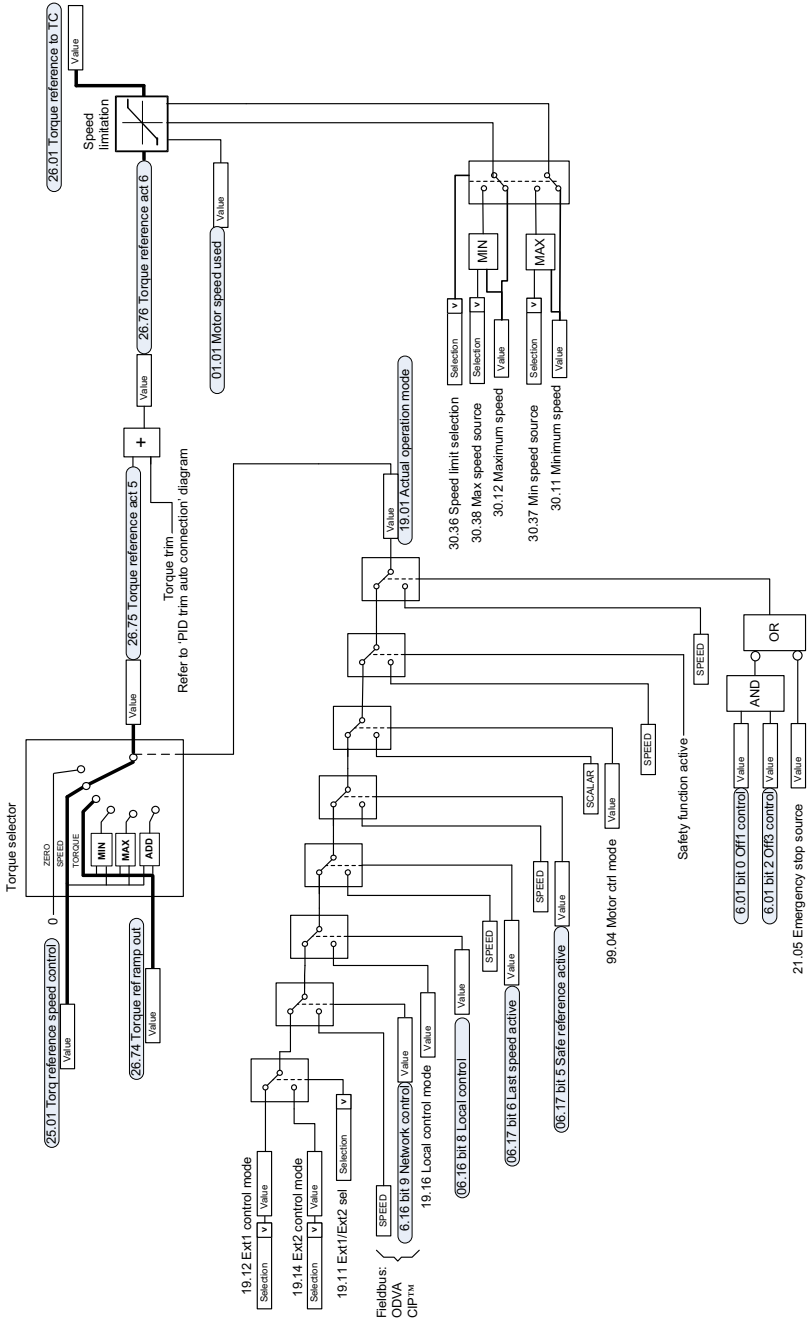 Torque selector
25.01 Torq reference speed control
Value
0
ZERO
SPEED
TORQUE
MIN
MAX
ADD
26.74 Torque ref ramp out
Value
Value
26.75 Torque reference act 5
Torque trim
Refer to 'PID trim auto connection' diagram
+
Value
26.76 Torque reference act 6
01.01 Motor speed used
Value
Speed
limitation
26.01 Torque reference to TC
Value
19.12 Ext1 control mode
Selection
v
Value
19.14 Ext2 control mode
Selection
v
Value
19.11 Ext1/Ext2 sel
Selection
v
Fieldbus:
ODVA
CIP™
SPEED
6.16 bit 9 Network control
Value
19.16 Local control mode
Value
06.16 bit 8 Local control
Value
SPEED
06.17 bit 6 Last speed active
Value
SPEED
06.17 bit 5 Safe reference active
Value
SCALAR
99.04 Motor ctrl mode
Value
SPEED
Safety function active
SPEED
6.01 bit 0 Off1 control
Value
6.01 bit 2 Off3 control
Value
AND
OR
21.05 Emergency stop source
Value
Value
19.01 Actual operation mode
30.36 Speed limit selection
Selection
v
30.38 Max speed source
Selection
v
30.12 Maximum speed
Value
MIN
30.37 Min speed source
Selection
v
30.11 Minimum speed
Value
MAX